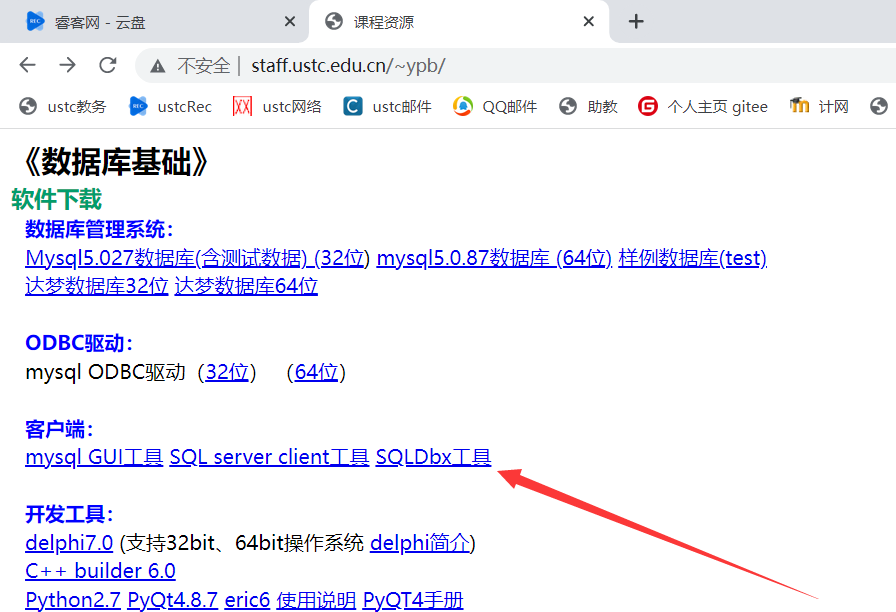 睿客网 - 云盘 课程资源
不安全 | staff.ustc.edu.cn/~ypb/
ustc教务 REC ustcRec ustc网络 C ustc邮件 QQ邮件 助教 G 个人主页 gitee 计网
《数据库基础》
软件下载
数据库管理系统：
Mysql5.027数据库(含测试数据) (32位) mysql5.0.87数据库 (64位) 样例数据库(test)
达梦数据库32位 达梦数据库64位
ODBC驱动：
mysql ODBC驱动（32位） （64位）
客户端：
mysql GUI工具 SQL server client工具 SQLDbx工具
开发工具：
delphi7.0 (支持32bit、64bit操作系统 delphi简介)
C++ builder 6.0
Python2.7 PyQt4.8.7 eric6 使用说明 PyQT4手册